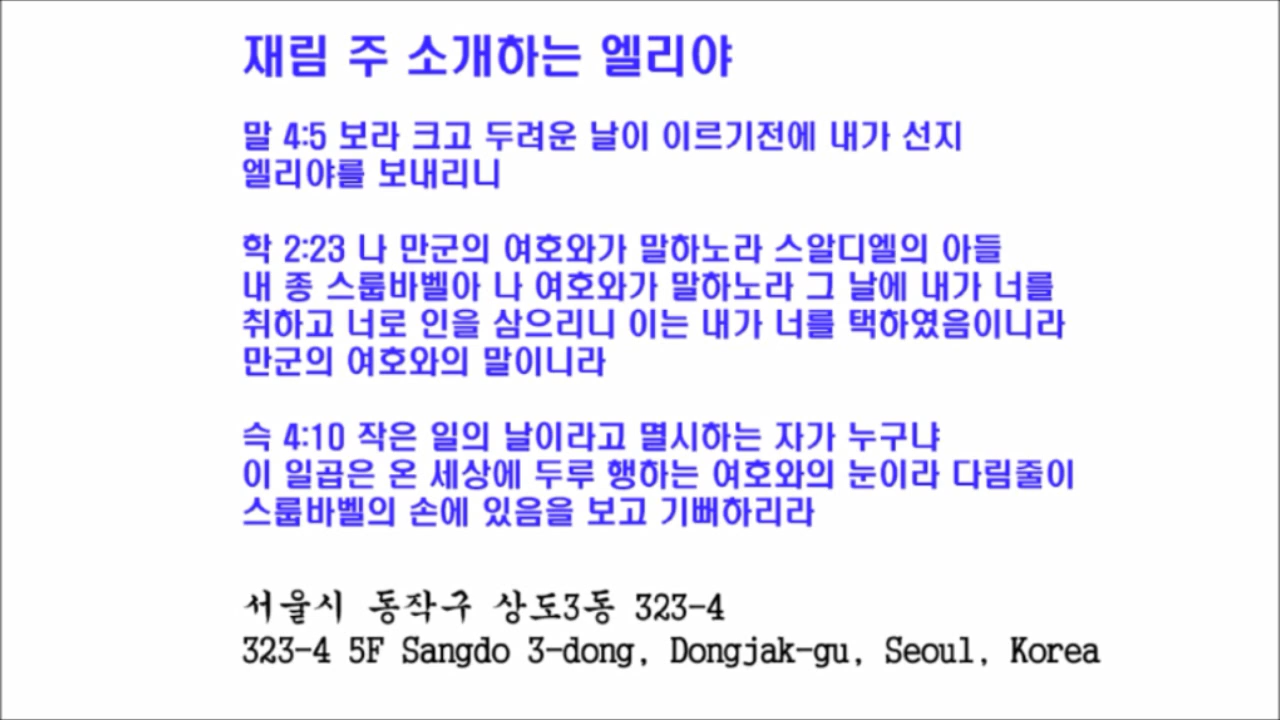 재림 주 소개하는 엘리야
말 4:5 보라 크고 두려운 날이 이르기전에 내가 선지
엘리야를 보내리니
학 2:23 나 만군의 여호와가 말하노라 스알디엘의 아들
내 종 스룹바벨아 나 여호와가 말하노라 그 날에 내가 너를
취하고 너로 인을 삼으리니 이는 내가 너를 택하였음이니라
만군의 여호와의 말이니라
슥 4:10 작은 일의 날이라고 멸시하는 자가 누구냐
이 일곱은 온 세상에 두루 행하는 여호와의 눈이라 다림줄이
스룹바벨의 손에 있음을 보고 기뻐하리라
서울시 동작구 상도3동 323-4
323-4 5F Sangdo 3-dong, Dongjak-gu, Seoul, Korea